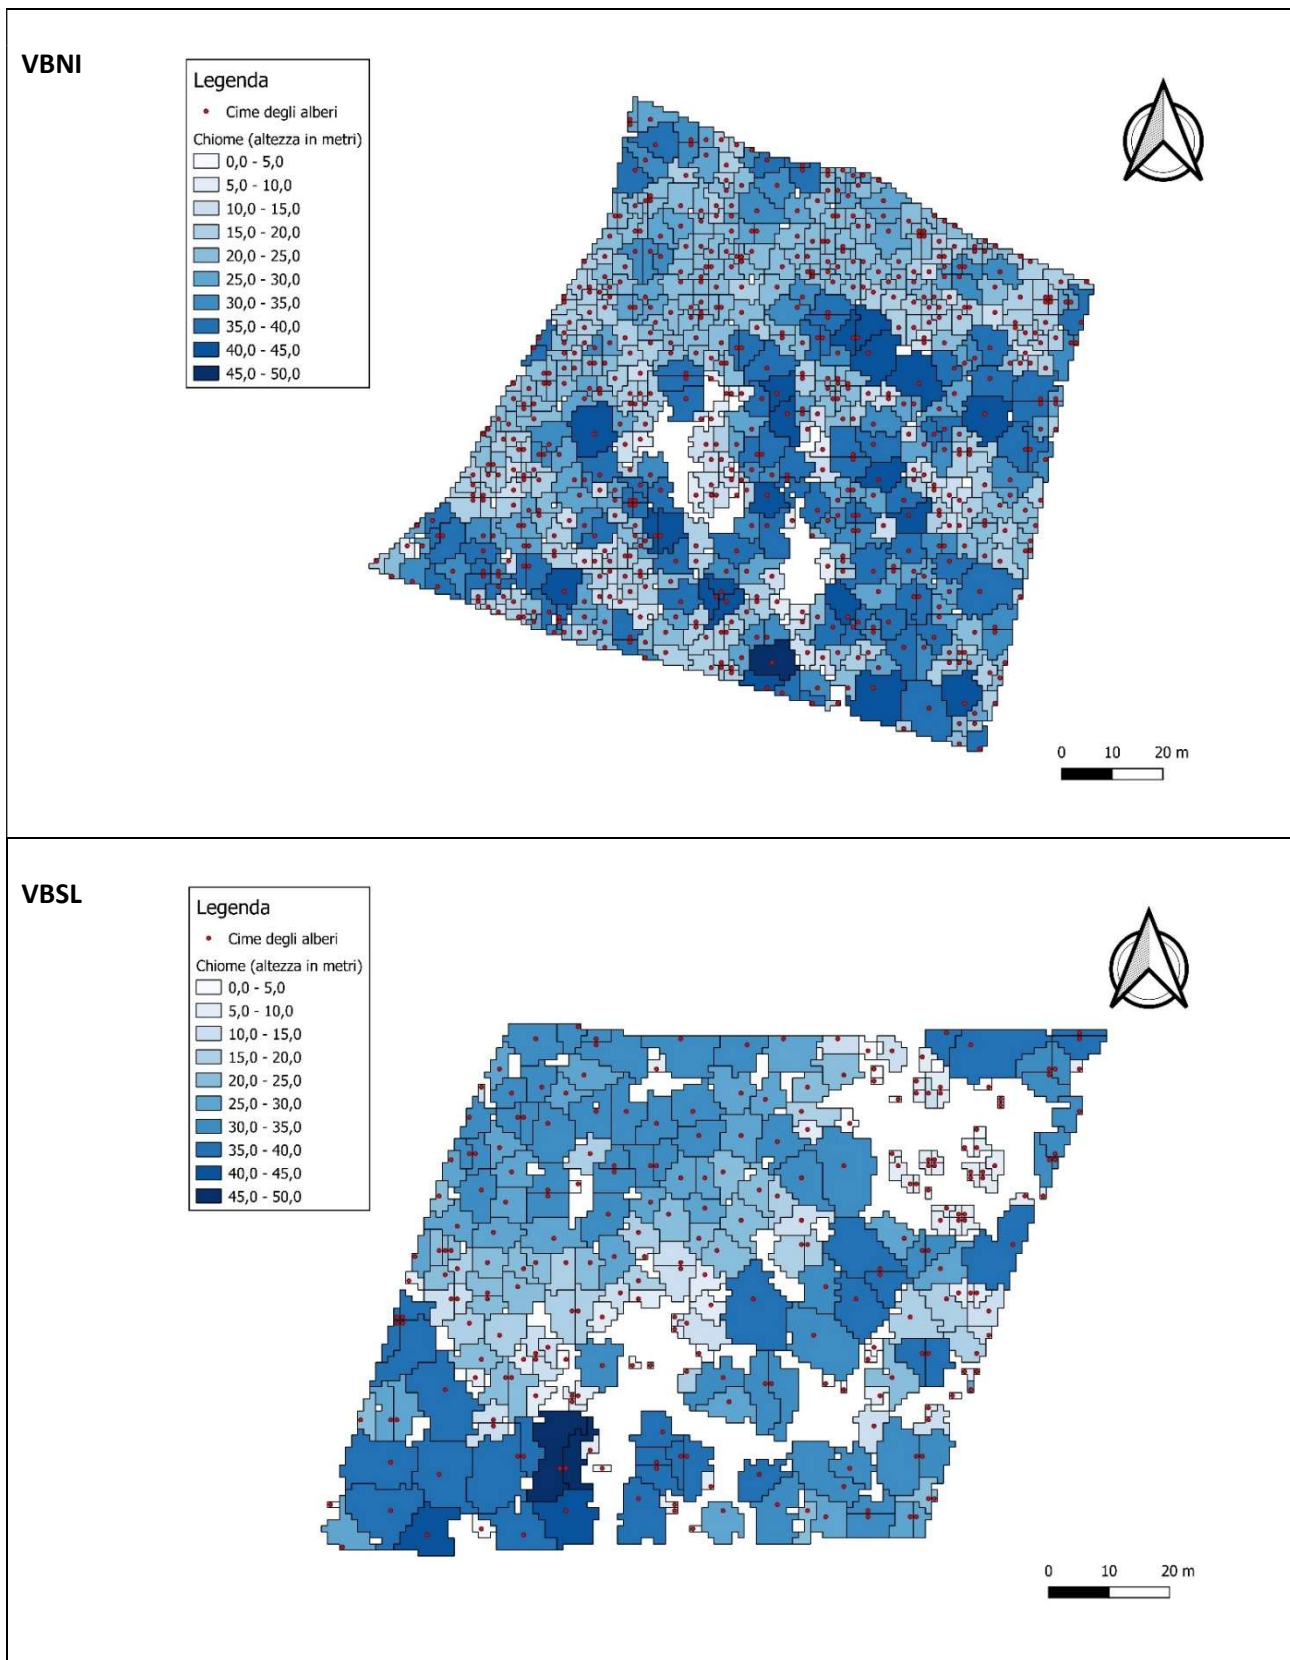 VBNI
Legenda
Cime degli alberi
Chiome (altezza in metri)
0,0 - 5,0
5,0 - 10,0
10,0 - 15,0
15,0 - 20,0
20,0 - 25,0
25,0 - 30,0
30,0 - 35,0
35,0 - 40,0
40,0 - 45,0
45,0 - 50,0
0 10 20 m
VBSL
Legenda
Cime degli alberi
Chiome (altezza in metri)
0,0 - 5,0
5,0 - 10,0
10,0 - 15,0
15,0 - 20,0
20,0 - 25,0
25,0 - 30,0
30,0 - 35,0
35,0 - 40,0
40,0 - 45,0
45,0 - 50,0
0 10 20 m